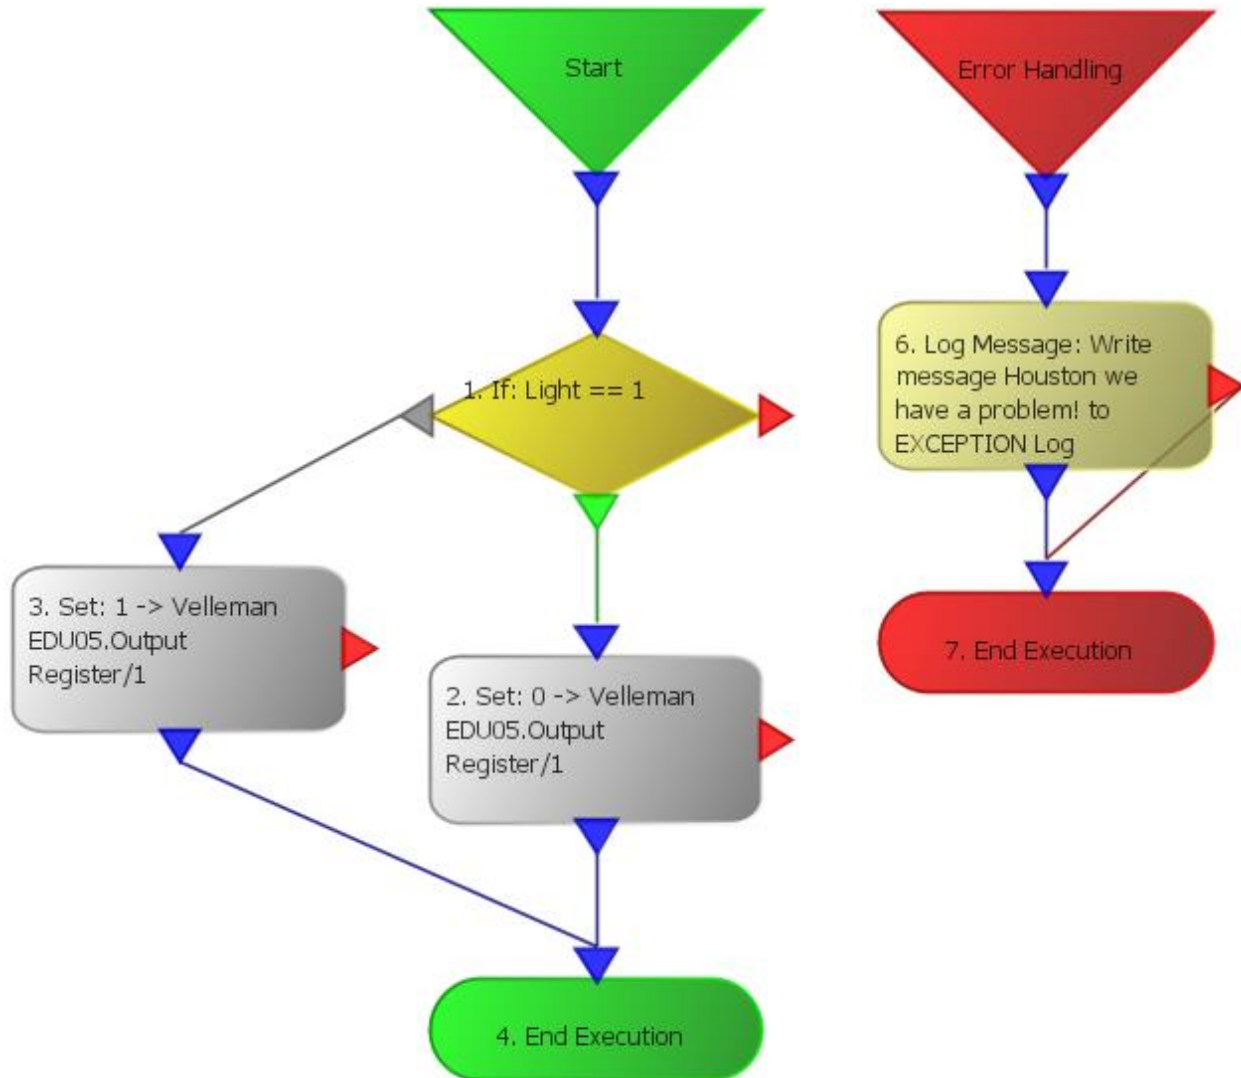 Start
Error Handling
1. If: Light == 1
6. Log Message: Write
message Houston we
have a problem! to
EXCEPTION Log
3. Set: 1 -> Velleman
EDU05.Output
Register/1
2. Set: 0 -> Velleman
EDU05.Output
Register/1
7. End Execution
4. End Execution